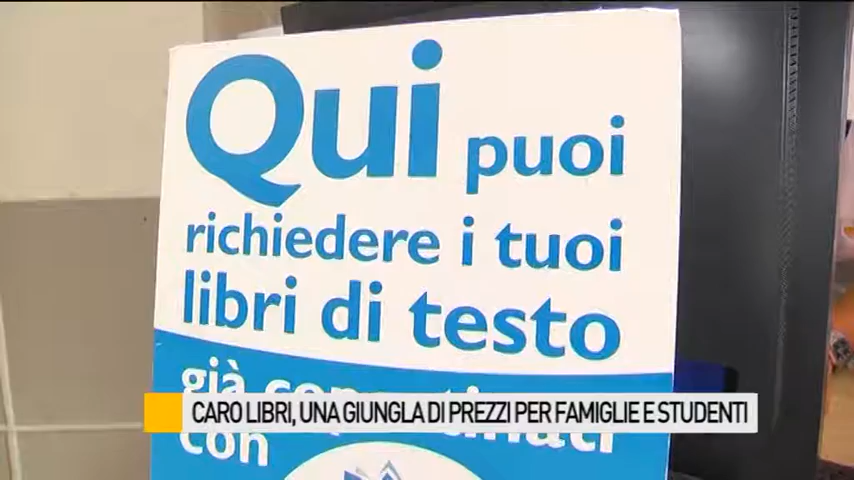 Qui puoi
richiedere i tuoi
libri di testo
già
con
CARO LIBRI, UNA GIUNGLA DI PREZZI PER FAMIGLIE E STUDENTI